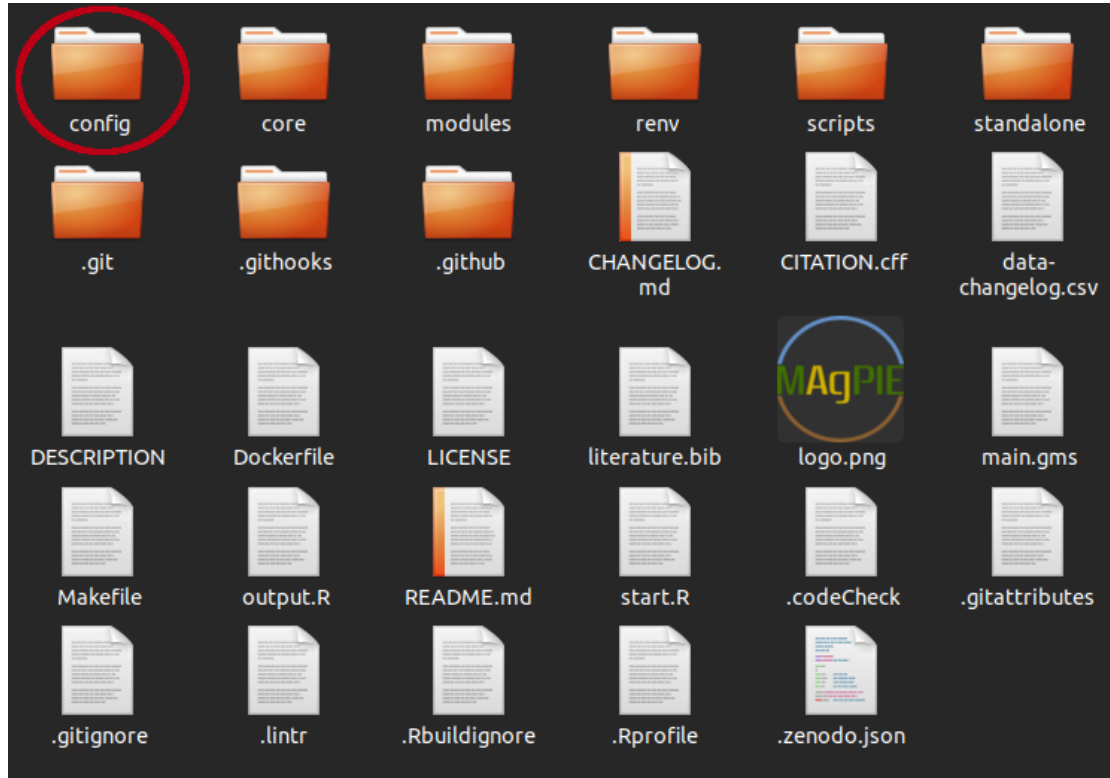 config core modules renv scripts standalone
.git .githooks .github CHANGELOG. CITATION.cff data-
md changelog.csv
MAgPIE
DESCRIPTION Dockerfile LICENSE literature.bib logo.png main.gms
Makefile output.R README.md start.R .codeCheck .gitattributes
.gitignore .lintr .Rbuildignore .Rprofile .zenodo.json